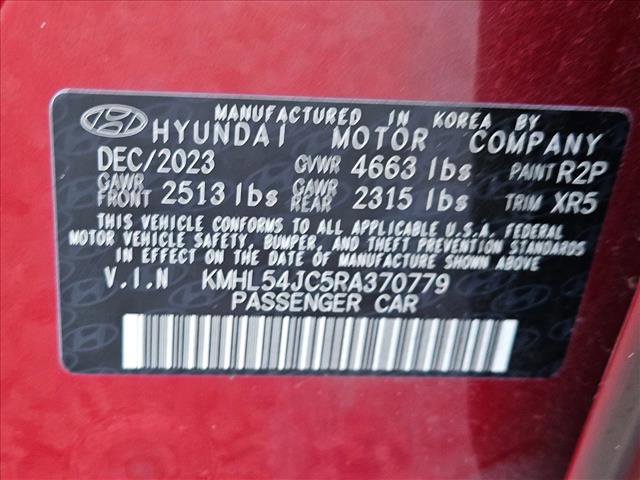 MANUFACTURED IN KOREA BY
HYUNDAI MOTOR COMPANY
DEC/2023 GVWR 4663 lbs PAINT R2P
GAWR FRONT 2513 lbs GAWR REAR 2315 lbs TRIM XR5
THIS VEHICLE CONFORMS TO ALL APPLICABLE U.S.A. FEDERAL
MOTOR VEHICLE SAFETY, BUMPER, AND THEFT PREVENTION STANDARDS
IN EFFECT ON THE DATE OF MANUFACTURE SHOWN ABOVE.
V.I.N KMHL54JC5RA370779
PASSENGER CAR